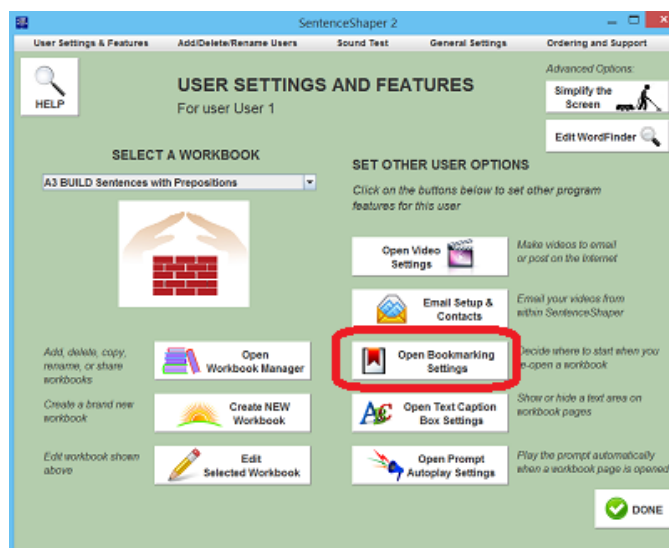 SentenceShaper 2
User Settings & Features Add/Delete/Rename Users Sound Test General Settings Ordering and Support
HELP
USER SETTINGS AND FEATURES
For user User 1
Advanced Options:
Simplify the
Screen
Edit WordFinder
SELECT A WORKBOOK
A3 BUILD Sentences with Prepositions
SET OTHER USER OPTIONS
Click on the buttons below to set other program
features for this user
Open Video
Settings
Make videos to email
or post on the Internet
Email Setup &
Contacts
Email your videos from
within SentenceShaper
Add, delete, copy,
rename, or share
workbooks
Open
Workbook Manager
Open Bookmarking
Settings
Decide where to start when you
re-open a workbook
Create a brand new
workbook
Create NEW
Workbook
ABC
Open Text Caption
Box Settings
Show or hide a text area on
workbook pages
Edit workbook shown
above
Edit
Selected Workbook
Open Prompt
Autoplay Settings
Play the prompt automatically
when a workbook page is opened
DONE